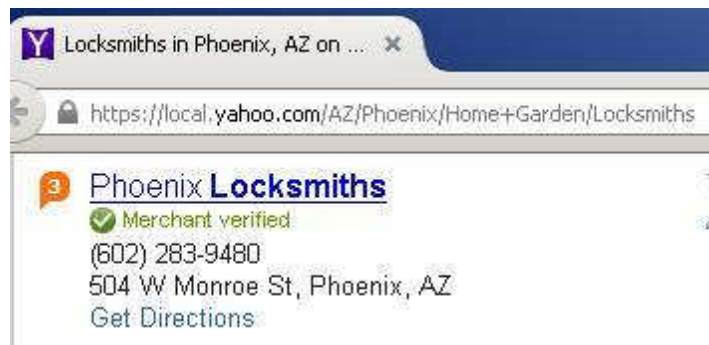 Y Locksmiths in Phoenix, AZ on ... ×
https://local.yahoo.com/AZ/Phoenix/Home+Garden/Locksmiths
3 Phoenix Locksmiths
Merchant verified
(602) 283-9480
504 W Monroe St, Phoenix, AZ
Get Directions